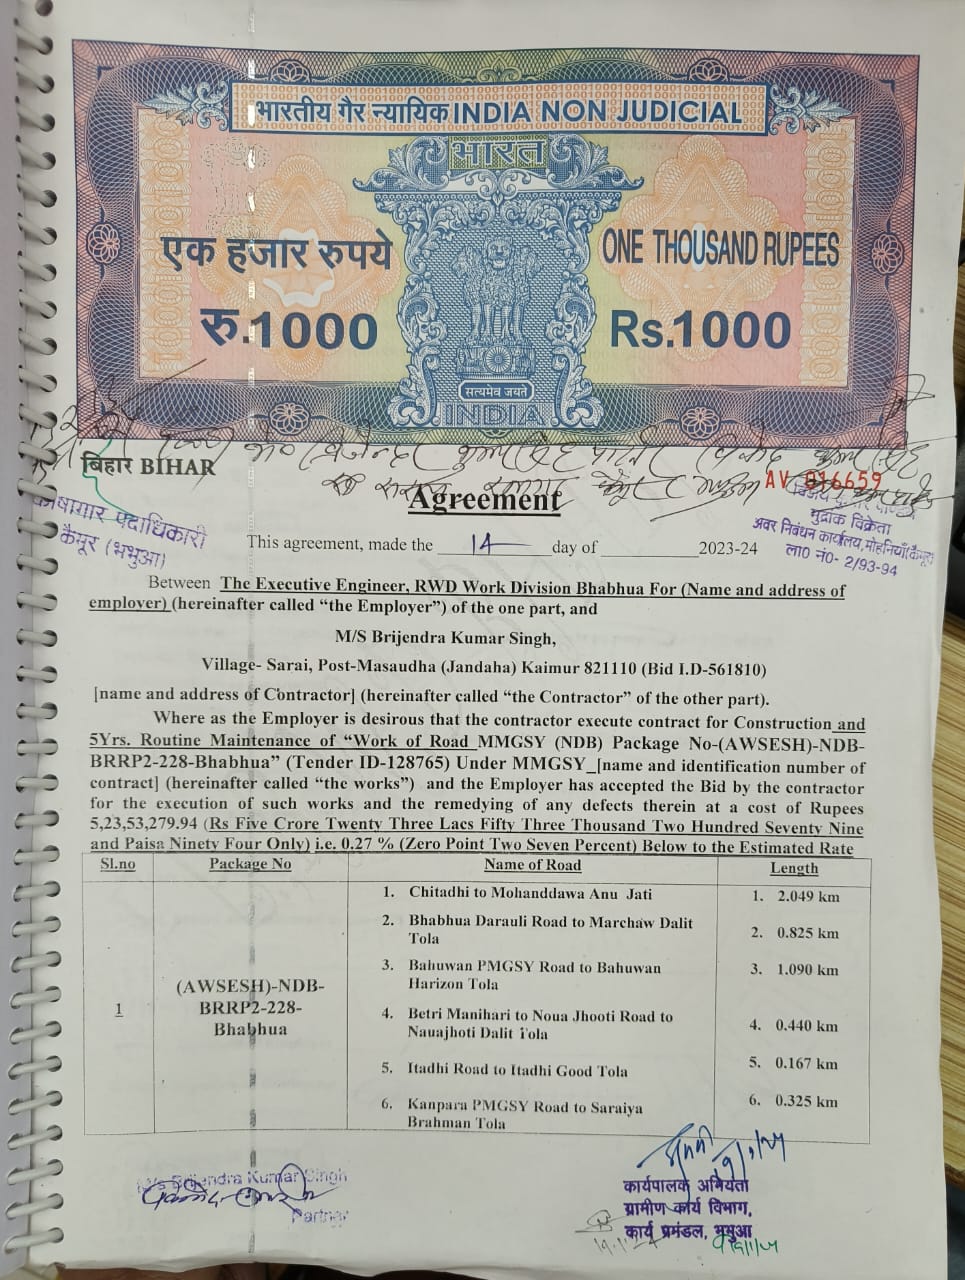 भारतीय गैर न्यायिक INDIA NON JUDICIAL
भारत
एक हजार रुपये
ONE THOUSAND RUPEES
रु.1000
Rs.1000
सत्यमेव जयते
INDIA
बिहार BIHAR
AV 816659
Agreement
कोषागार पदाधिकारी
कैमूर (भभुआ)
मुद्रांक विक्रेता
अवर निबंधन कार्यालय, मोहनियाँ (कैमूर)
ला० नं०- 2/93-94
This agreement, made the 14 day of 2023-24
Between The Executive Engineer, RWD Work Division Bhabhua For (Name and address of
employer) (hereinafter called “the Employer”) of the one part, and
M/S Brijendra Kumar Singh,
Village- Sarai, Post-Masaudha (Jandaha) Kaimur 821110 (Bid I.D-561810)
[name and address of Contractor] (hereinafter called “the Contractor” of the other part).
Where as the Employer is desirous that the contractor execute contract for Construction and
5Yrs. Routine Maintenance of “Work of Road MMGSY (NDB) Package No-(AWSESH)-NDB-
BRRP2-228-Bhabhua” (Tender ID-128765) Under MMGSY [name and identification number of
contract] (hereinafter called “the works”) and the Employer has accepted the Bid by the contractor
for the execution of such works and the remedying of any defects therein at a cost of Rupees
5,23,53,279.94 (Rs Five Crore Twenty Three Lacs Fifty Three Thousand Two Hundred Seventy Nine
and Paisa Ninety Four Only) i.e. 0.27 % (Zero Point Two Seven Percent) Below to the Estimated Rate
Sl.no Package No Name of Road Length
1 (AWSESH)-NDB-
BRRP2-228-
Bhabhua
1. Chitadhi to Mohanddawa Anu Jati 1. 2.049 km
2. Bhabhua Darauli Road to Marchaw Dalit
Tola 2. 0.825 km
3. Bahuwan PMGSY Road to Bahuwan
Harizon Tola 3. 1.090 km
4. Betri Manihari to Noua Jhooti Road to
Nauajhoti Dalit Tola 4. 0.440 km
5. Itadhi Road to Itadhi Good Tola 5. 0.167 km
6. Kanpara PMGSY Road to Saraiya
Brahman Tola 6. 0.325 km
M/s Brijendra Kumar Singh
Partner
कार्यपालक अभियंता
ग्रामीण कार्य विभाग,
कार्य प्रमंडल, भभुआ